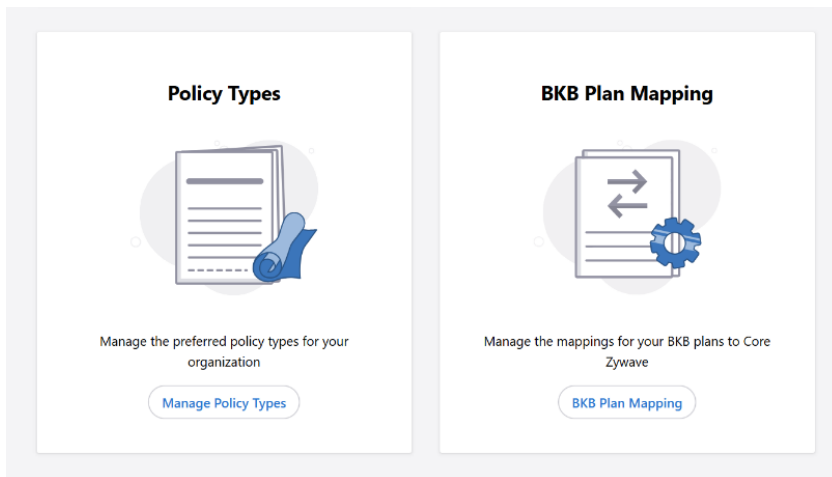 Policy Types
Manage the preferred policy types for your
organization
Manage Policy Types
BKB Plan Mapping
Manage the mappings for your BKB plans to Core
Zywave
BKB Plan Mapping